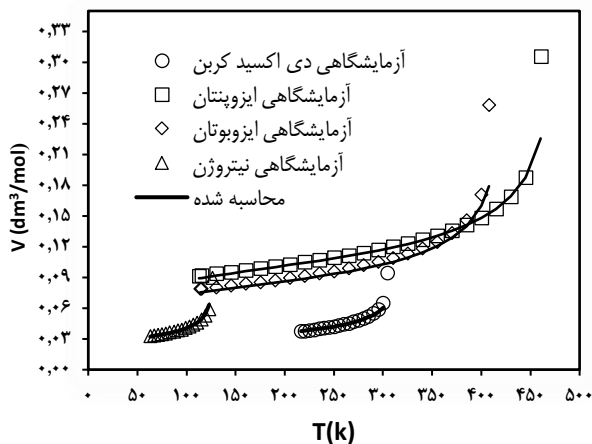 ۰,۳۳
۰,۳۰
۰,۲۷
۰,۲۴
۰,۲۱
۰,۱۸
۰,۱۵
۰,۱۲
۰,۰۹
۰,۰۶
۰,۰۳
۰,۰۰
V (dm³/mol)
آزمایشگاهی دی اکسید کربن
آزمایشگاهی ایزوپنتان
آزمایشگاهی ایزوبوتان
آزمایشگاهی نیتروژن
محاسبه شده
۰ ۵۰ ۱۰۰ ۱۵۰ ۲۰۰ ۲۵۰ ۳۰۰ ۳۵۰ ۴۰۰ ۴۵۰ ۵۰۰
T(k)